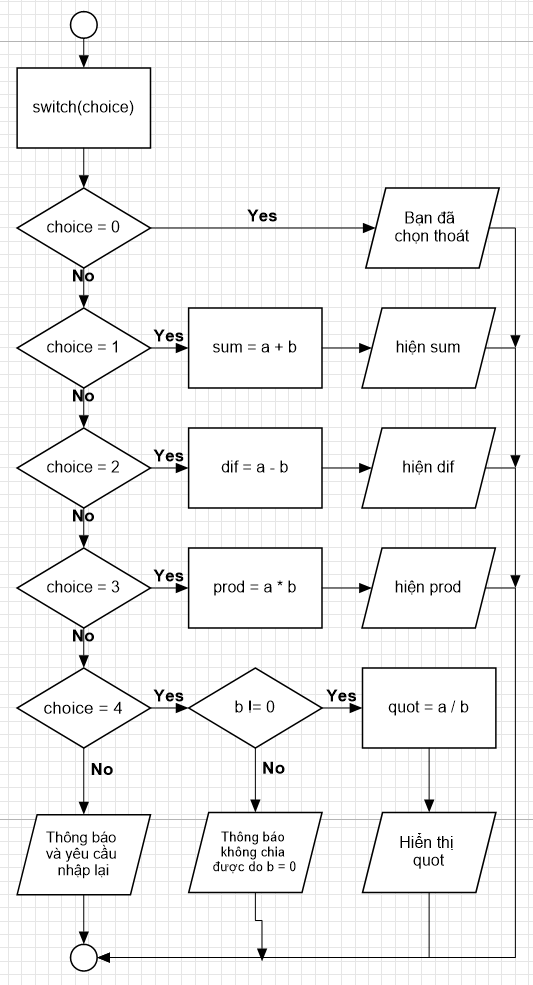 switch(choice)
choice = 0
Yes
Bạn đã
chọn thoát
No
choice = 1
Yes
sum = a + b
hiện sum
No
choice = 2
Yes
dif = a - b
hiện dif
No
choice = 3
Yes
prod = a * b
hiện prod
No
choice = 4
Yes
b != 0
Yes
quot = a / b
No
No
Thông báo
và yêu cầu
nhập lại
Thông báo
không chia
được do b = 0
Hiển thị
quot